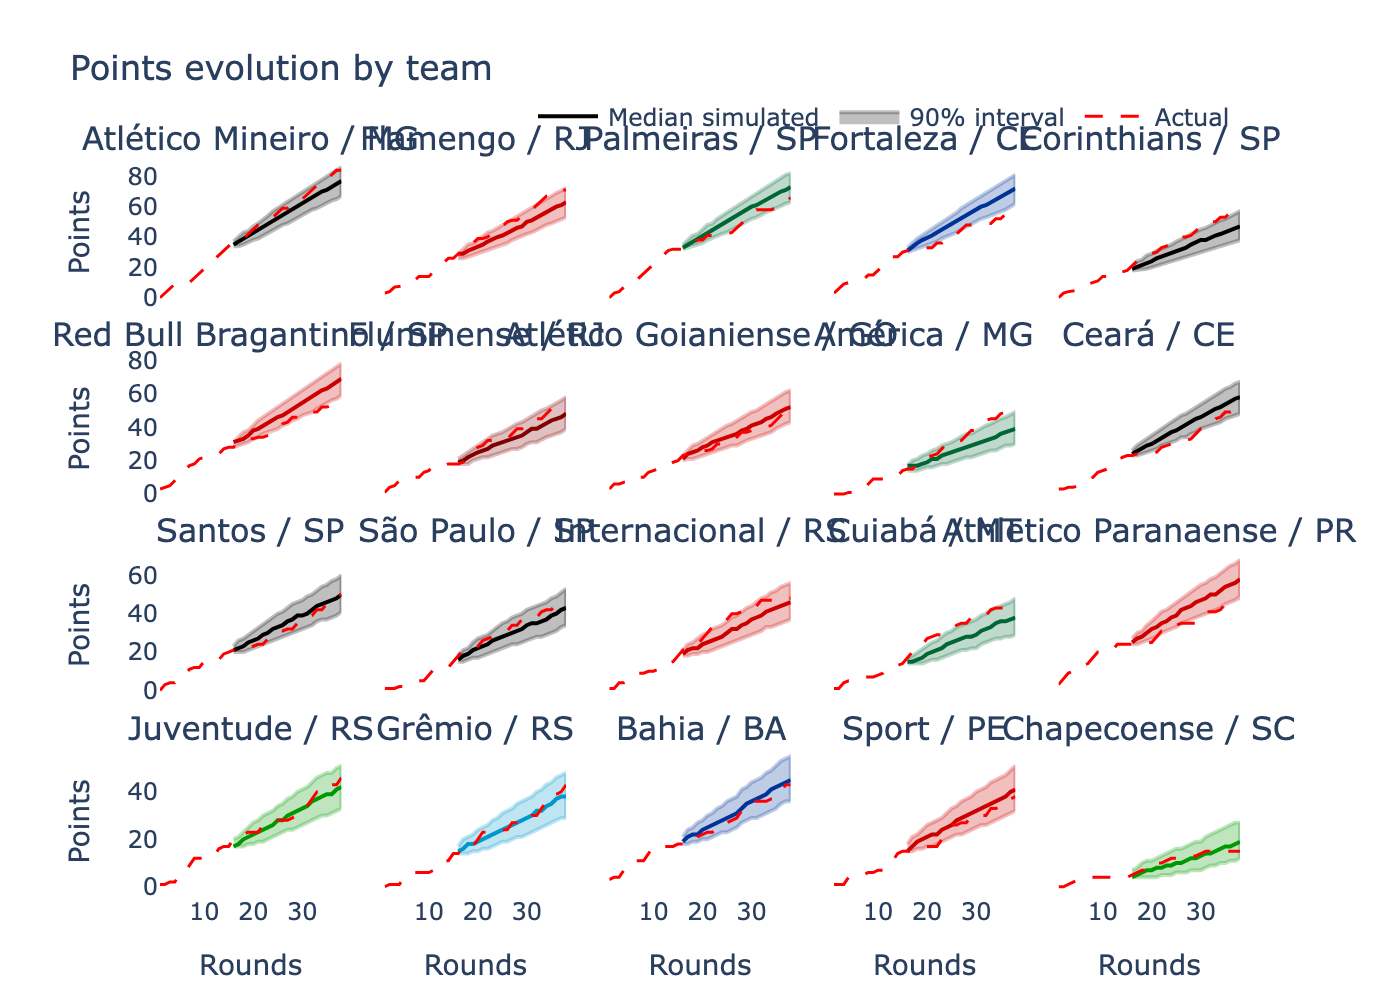 Points evolution by team
Median simulated 90% interval Actual
Atlético Mineiro / MG Flamengo / RJ Palmeiras / SP Fortaleza / CE Corinthians / SP
80
60
40
20
0
Points
Red Bull Bragantino / SP Fluminense / RJ Atlético Goianiense / GO América / MG Ceará / CE
80
60
40
20
0
Points
Santos / SP São Paulo / SP Internacional / RS Cuiabá / MT Athletico Paranaense / PR
60
40
20
0
Points
Juventude / RS Grêmio / RS Bahia / BA Sport / PE Chapecoense / SC
40
20
0
Points
10 20 30 10 20 30 10 20 30 10 20 30 10 20 30
Rounds Rounds Rounds Rounds Rounds